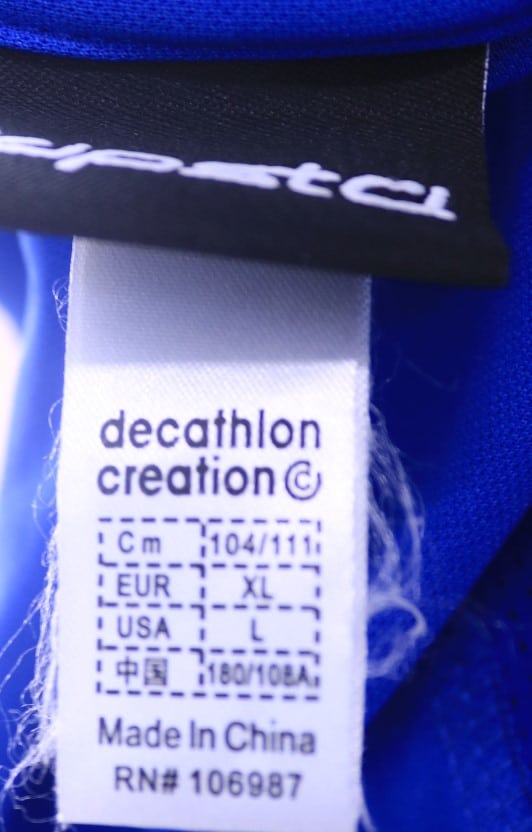 decathlon
creation ©
Cm 104/111
EUR XL
USA L
中国 180/108A
Made In China
RN# 106987